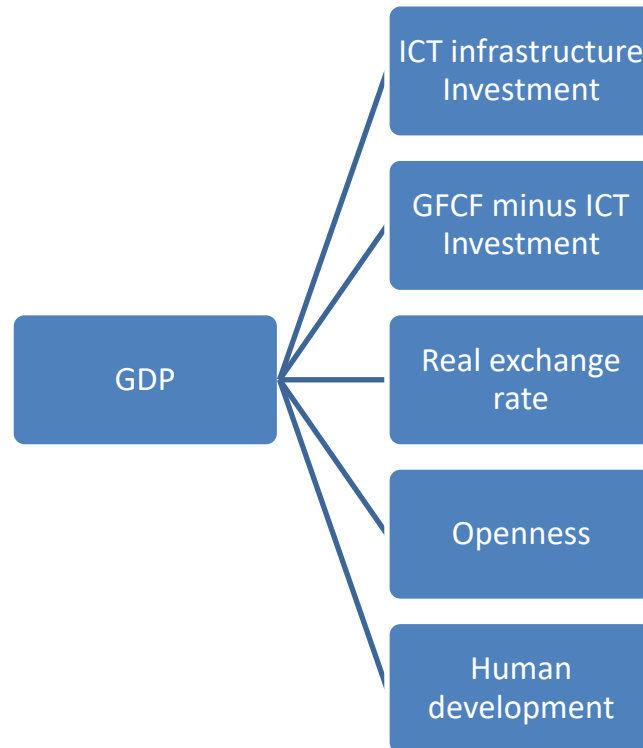 ICT infrastructure
Investment
GFCF minus ICT
Investment
GDP
Real exchange
rate
Openness
Human
development